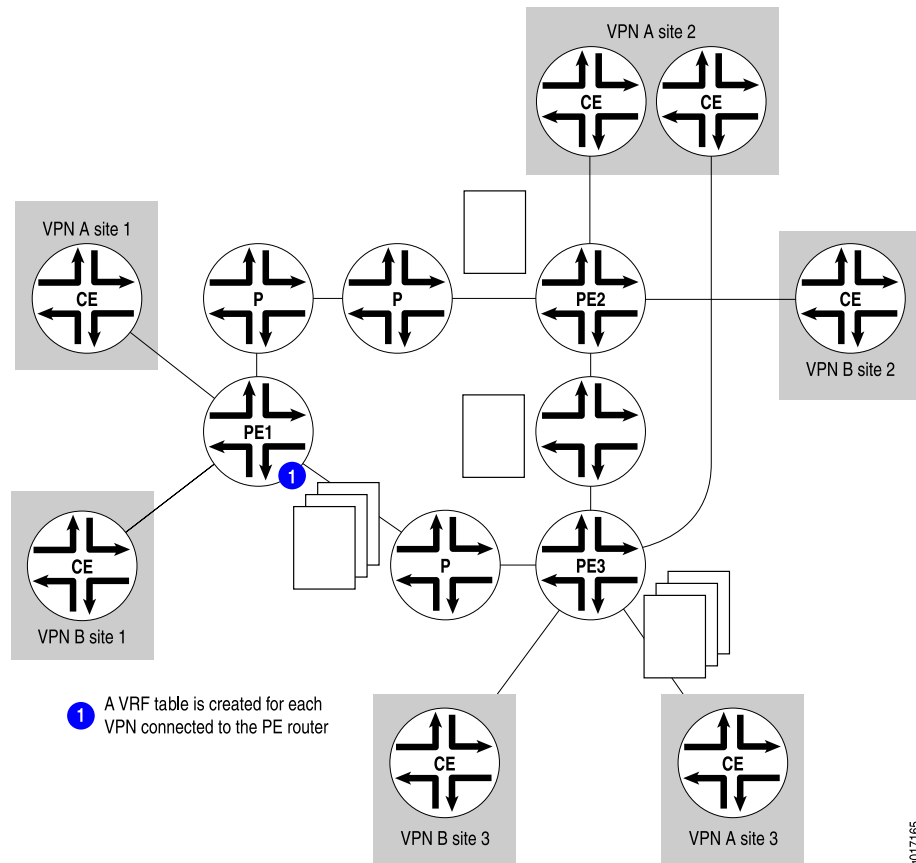 VPN A site 2
CE
CE
VPN A site 1
CE
P
P
PE2
CE
VPN B site 2
PE1
1
CE
VPN B site 1
P
PE3
1 A VRF table is created for each
VPN connected to the PE router
CE
VPN B site 3
CE
VPN A site 3
g017165